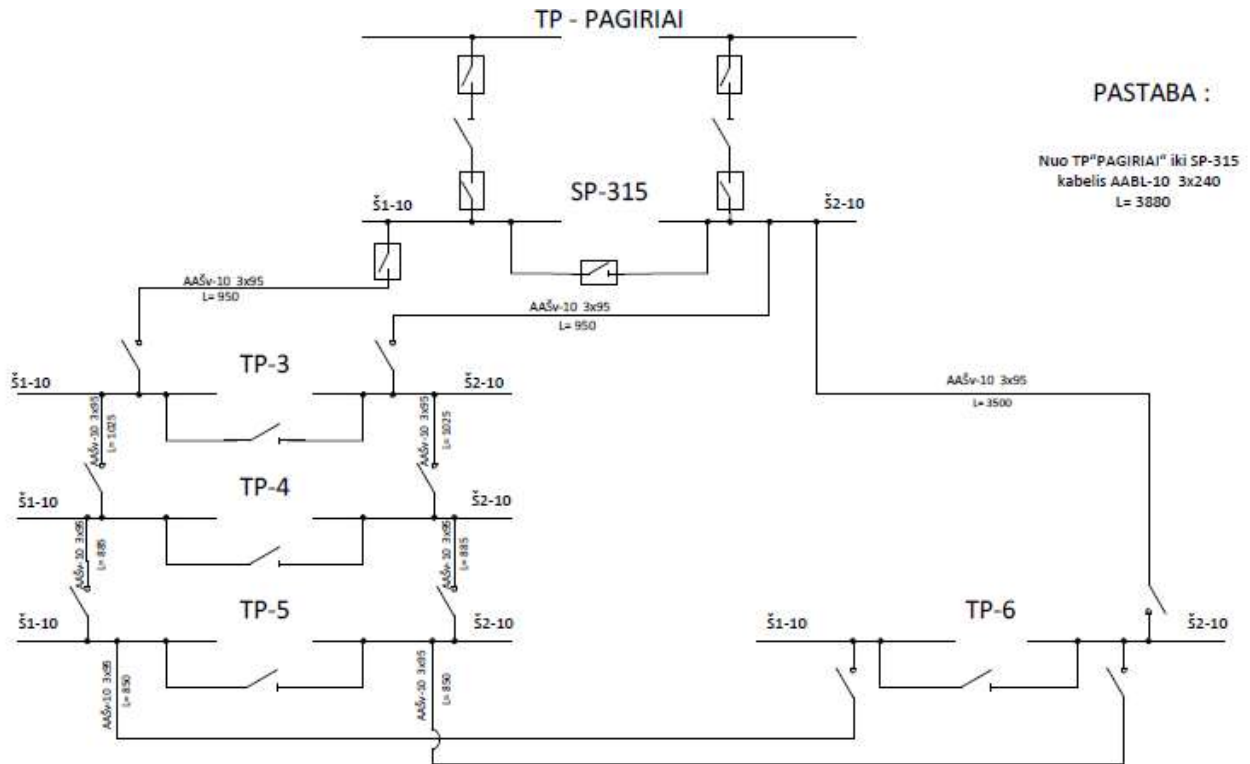 TP - PAGIRIAI
PASTABA :
Nuo TP"PAGIRIAI" iki SP-315
kabelis AABL-10 3x240
L= 3880
SP-315
Š1-10
Š2-10
AAŠv-10 3x95
L= 950
AAŠv-10 3x95
L= 950
TP-3
Š1-10
Š2-10
AAŠv-10 3x95
L= 3500
AAŠv-10 3x95
L= 1025
AAŠv-10 3x95
L= 1025
TP-4
Š1-10
Š2-10
AAŠv-10 3x95
L= 885
AAŠv-10 3x95
L= 885
TP-5
Š1-10
Š2-10
TP-6
Š1-10
Š2-10
AAŠv-10 3x95
L= 850
AAŠv-10 3x95
L= 850